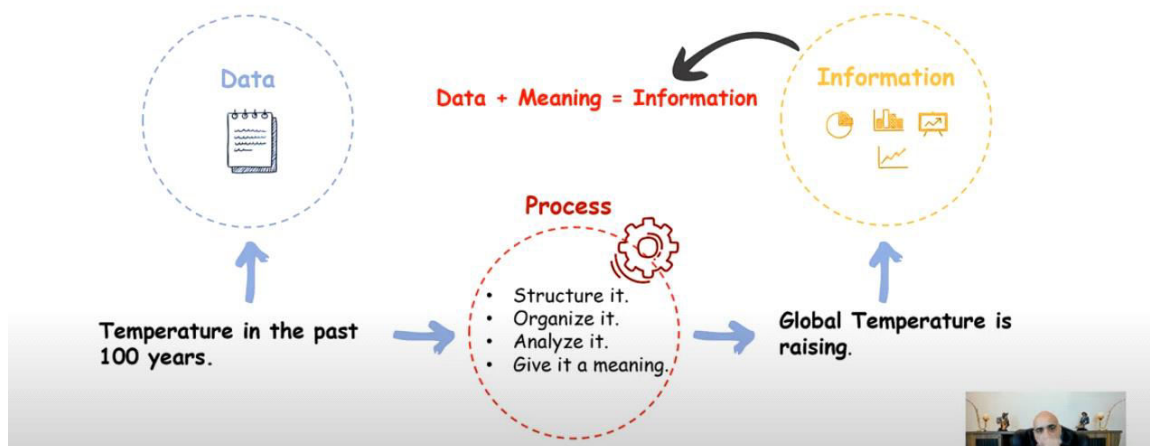 Data
Information
Data + Meaning = Information
Process
• Structure it.
• Organize it.
• Analyze it.
• Give it a meaning.
Temperature in the past
100 years.
Global Temperature is
raising.